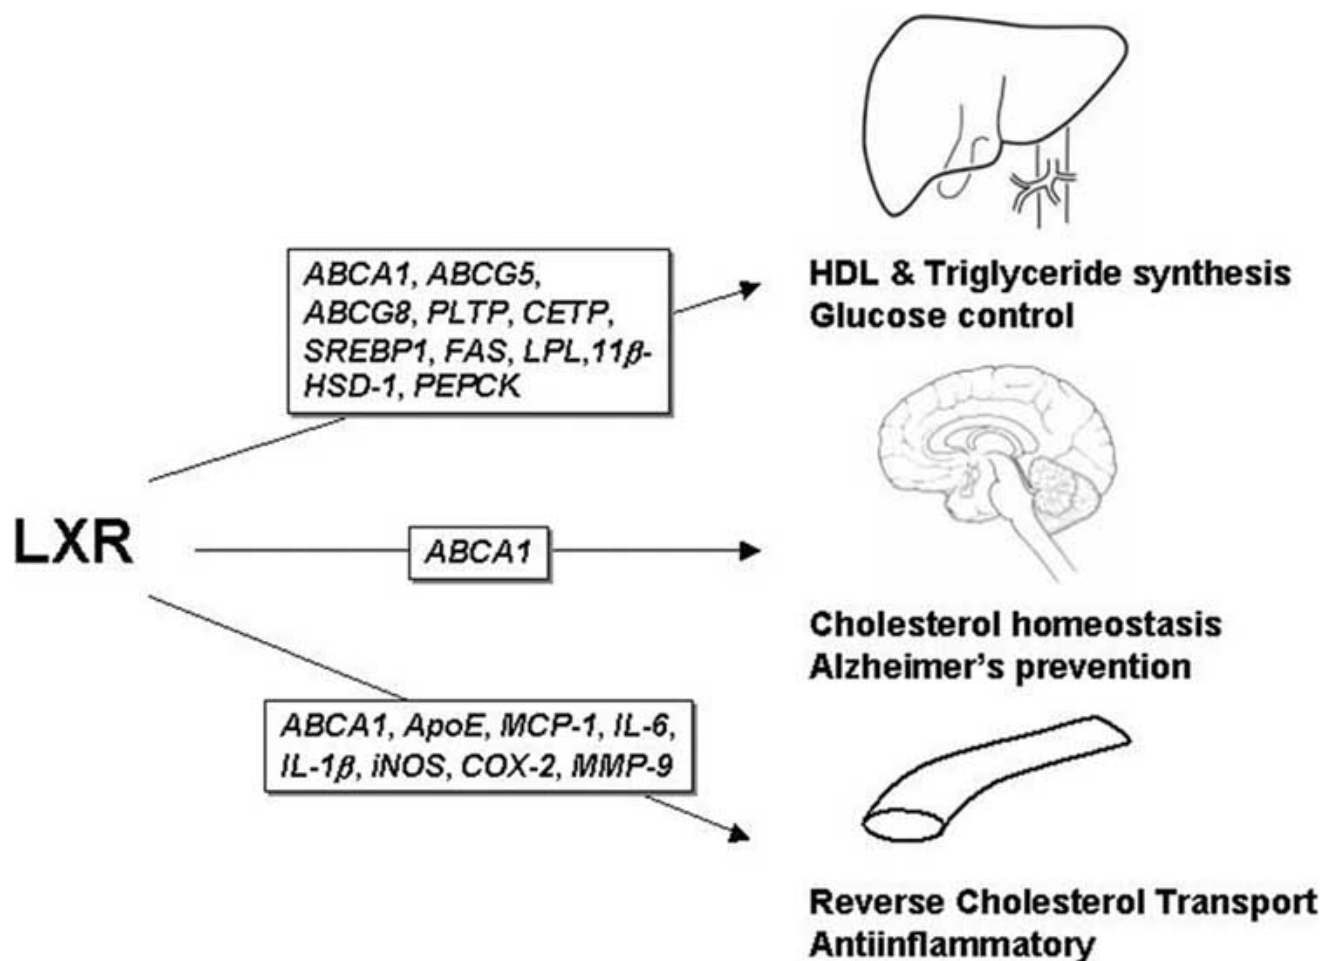 ABCA1, ABCG5,
ABCG8, PLTP, CETP,
SREBP1, FAS, LPL,11β-
HSD-1, PEPCK
HDL & Triglyceride synthesis
Glucose control
LXR
ABCA1
Cholesterol homeostasis
Alzheimer's prevention
ABCA1, ApoE, MCP-1, IL-6,
IL-1β, iNOS, COX-2, MMP-9
Reverse Cholesterol Transport
Antiinflammatory